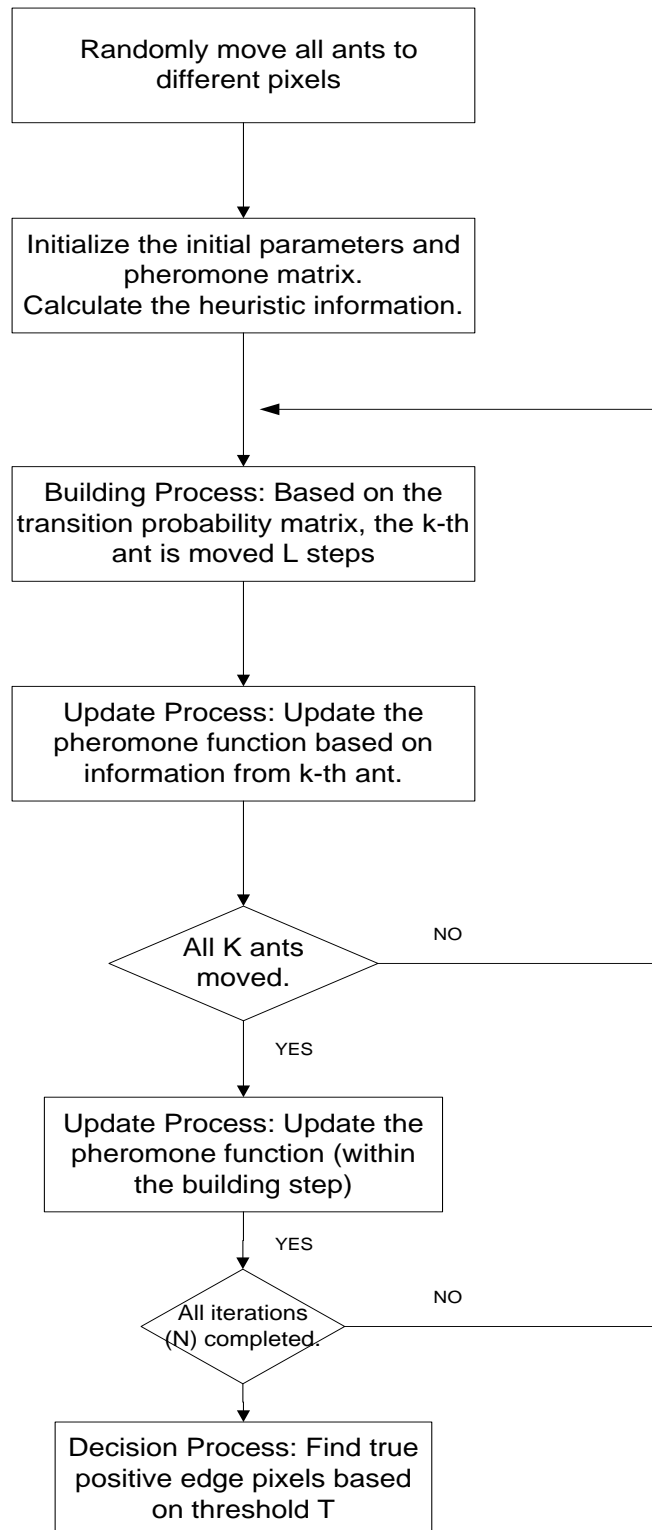 Randomly move all ants to
different pixels
Initialize the initial parameters and
pheromone matrix.
Calculate the heuristic information.
Building Process: Based on the
transition probability matrix, the k-th
ant is moved L steps
Update Process: Update the
pheromone function based on
information from k-th ant.
All K ants
moved.
NO
YES
Update Process: Update the
pheromone function (within
the building step)
YES
All iterations
(N) completed.
NO
Decision Process: Find true
positive edge pixels based
on threshold T